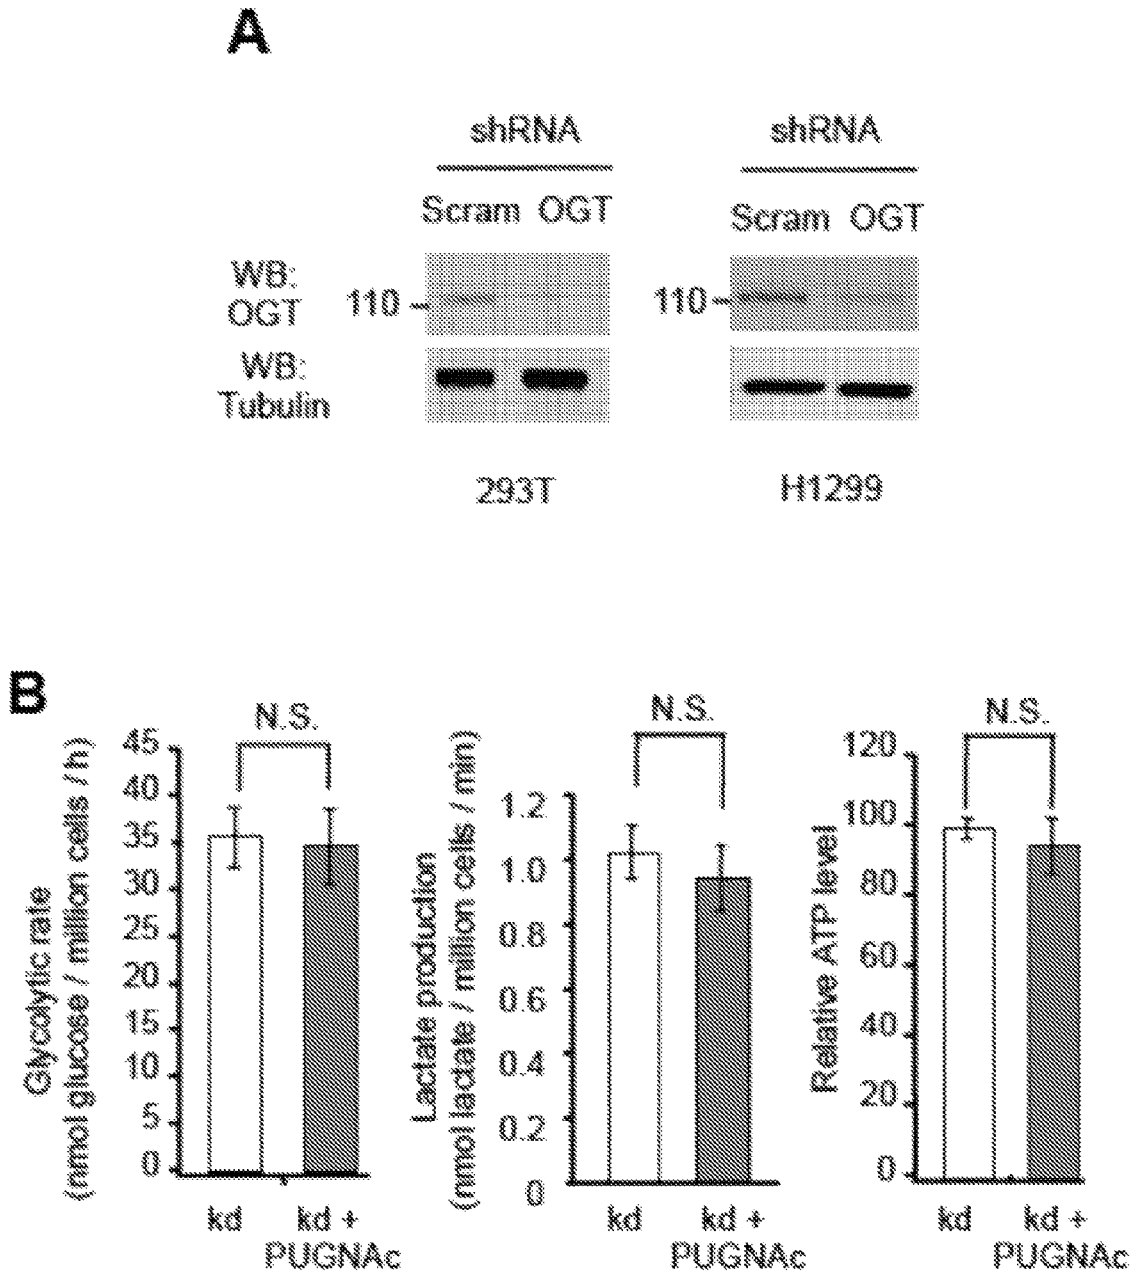 A
shRNA
shRNA
Scram OGT
Scram OGT
WB:
OGT
110
110
WB:
Tubulin
293T
H1299
B
N.S.
N.S.
N.S.
Glycolytic rate
(nmol glucose / million cells / h)
45
40
35
30
25
20
15
10
5
0
kd
kd +
PUGNAc
Lactate production
(nmol lactate / million cells / min)
1.2
1.0
0.8
0.6
0.4
0.2
0
kd
kd +
PUGNAc
Relative ATP level
120
100
80
60
40
20
0
kd
kd +
PUGNAc